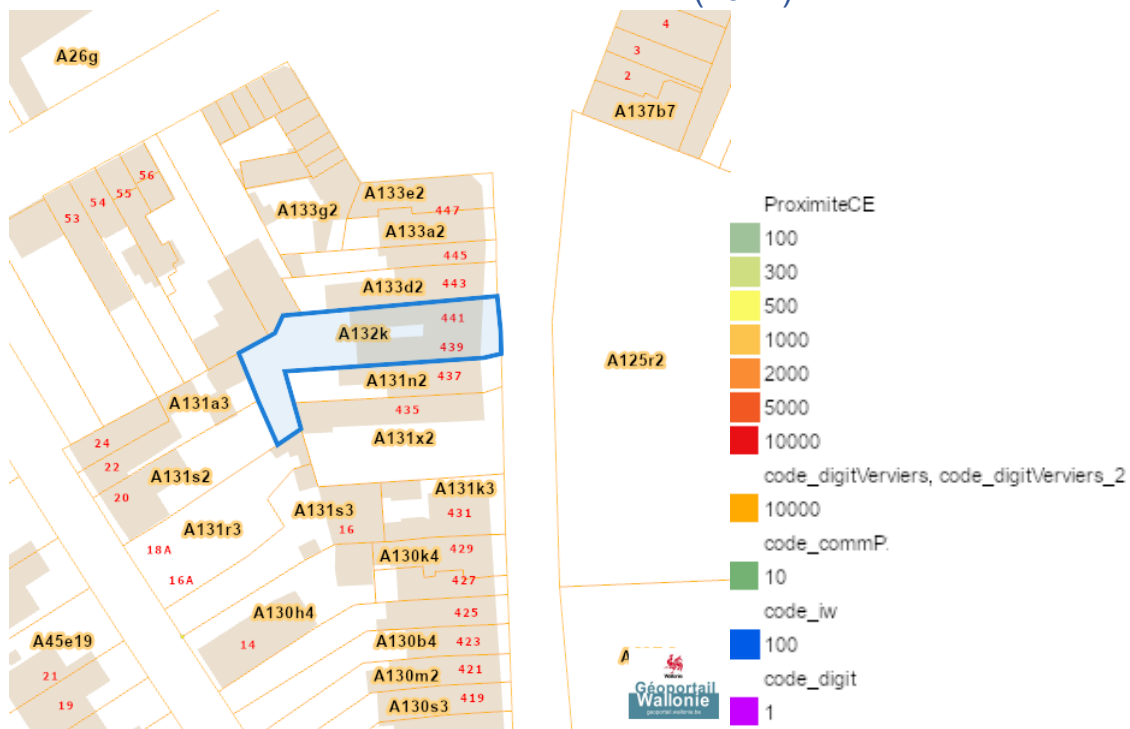 A26g
4
3
2
A137b7
56
55
54
53
A133e2
447
A133g2
A133a2
445
A133d2
443
441
A132k
439
A131n2
437
A125r2
A131a3
435
A131x2
24
22
20
A131s2
A131k3
431
A131s3
16
A131r3
18A
16A
A130k4
429
427
A130h4
14
425
A130b4
423
A45e19
21
19
A130m2
421
A130s3
419
A
Wallonie
Géoportail
Wallonie
geoportail.wallonie.be
ProximiteCE
100
300
500
1000
2000
5000
10000
code_digitVerviers, code_digitVerviers_2
10000
code_commP.
10
code_iw
100
code_digit
1